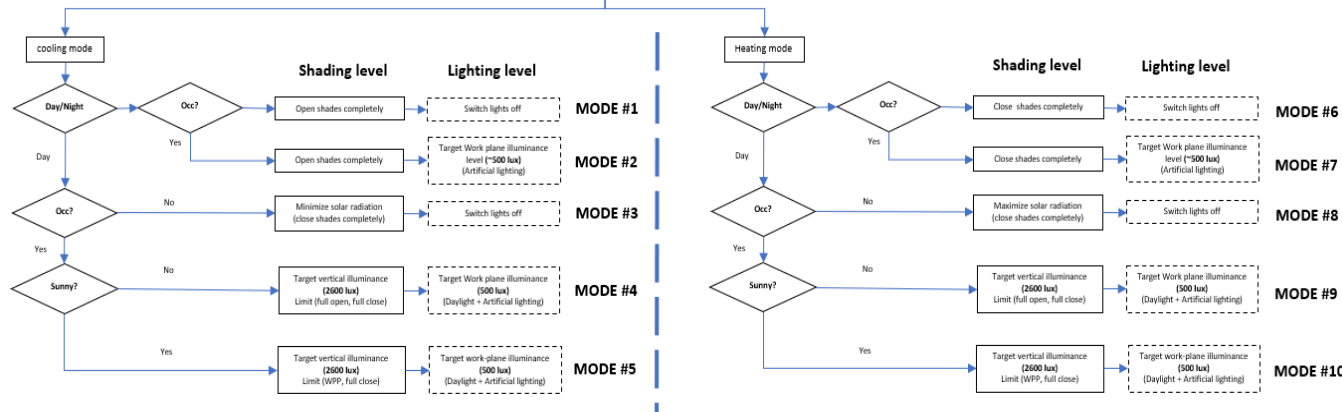 cooling mode
Shading level
Lighting level
Day/Night
Occ?
Open shades completely
Switch lights off
MODE #1
Yes
Open shades completely
Target Work plane illuminance
level (~500 lux)
(Artificial lighting)
MODE #2
Day
Occ?
No
Minimize solar radiation
(close shades completely)
Switch lights off
MODE #3
Yes
Sunny?
No
Target vertical illuminance
(2600 lux)
Limit (full open, full close)
Target Work plane illuminance
(500 lux)
(Daylight + Artificial lighting)
MODE #4
Yes
Target vertical illuminance
(2600 lux)
Limit (WPP, full close)
Target work-plane illuminance
(500 lux)
(Daylight + Artificial lighting)
MODE #5
Heating mode
Shading level
Lighting level
Day/Night
Occ?
Close shades completely
Switch lights off
MODE #6
Yes
Close shades completely
Target Work plane illuminance
level (~500 lux)
(Artificial lighting)
MODE #7
Day
Occ?
No
Maximize solar radiation
(close shades completely)
Switch lights off
MODE #8
Yes
Sunny?
No
Target vertical illuminance
(2600 lux)
Limit (full open, full close)
Target Work plane illuminance
(500 lux)
(Daylight + Artificial lighting)
MODE #9
Yes
Target vertical illuminance
(2600 lux)
Limit (WPP, full close)
Target work-plane illuminance
(500 lux)
(Daylight + Artificial lighting)
MODE #10